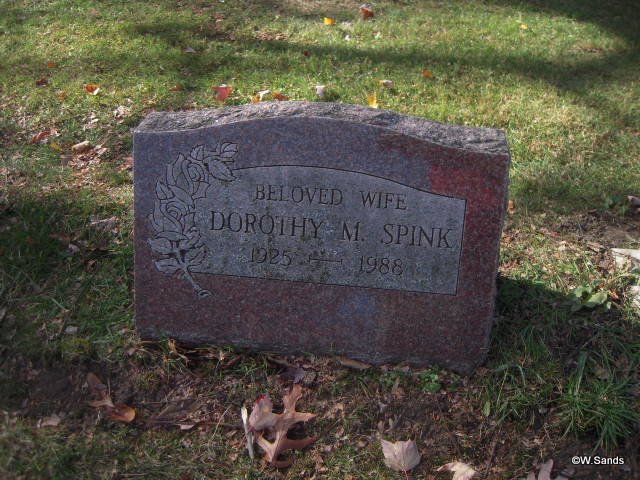 BELOVED WIFE
DOROTHY M. SPINK
1925 — 1988
©W.Sands